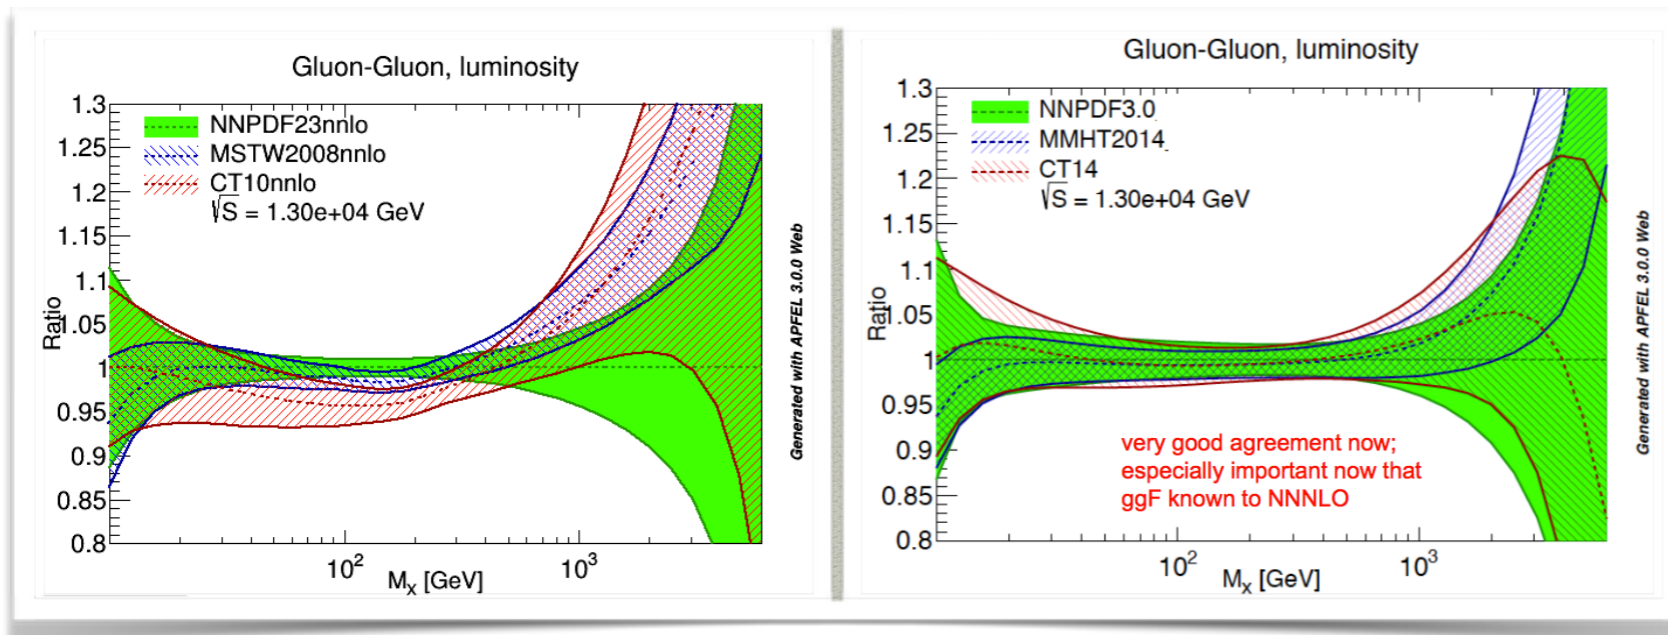 Gluon-Gluon, luminosity
1.3
1.25
1.2
1.15
1.1
1.05
1
0.95
0.9
0.85
0.8
Ratio
NNPDF23nnlo
MSTW2008nnlo
CT10nnlo
√S = 1.30e+04 GeV
10²
10³
Mₓ [GeV]
Generated with APFEL 3.0.0 Web
Gluon-Gluon, luminosity
1.3
1.25
1.2
1.15
1.1
1.05
1
0.95
0.9
0.85
0.8
Ratio
NNPDF3.0
MMHT2014
CT14
√S = 1.30e+04 GeV
very good agreement now;
especially important now that
ggF known to NNNLO
10²
10³
Mₓ [GeV]
Generated with APFEL 3.0.0 Web